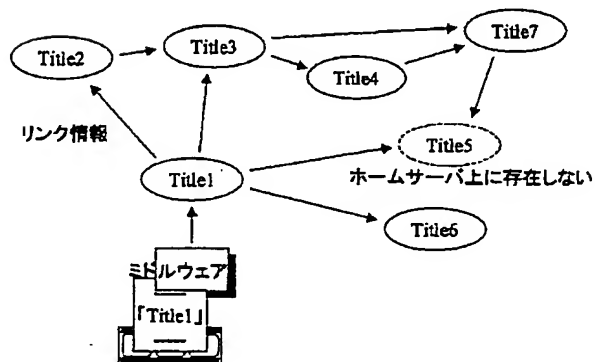 Title2
Title3
Title7
Title4
リンク情報
Title5
ホームサーバ上に存在しない
Title1
Title6
ミドルウェア
「Title1」